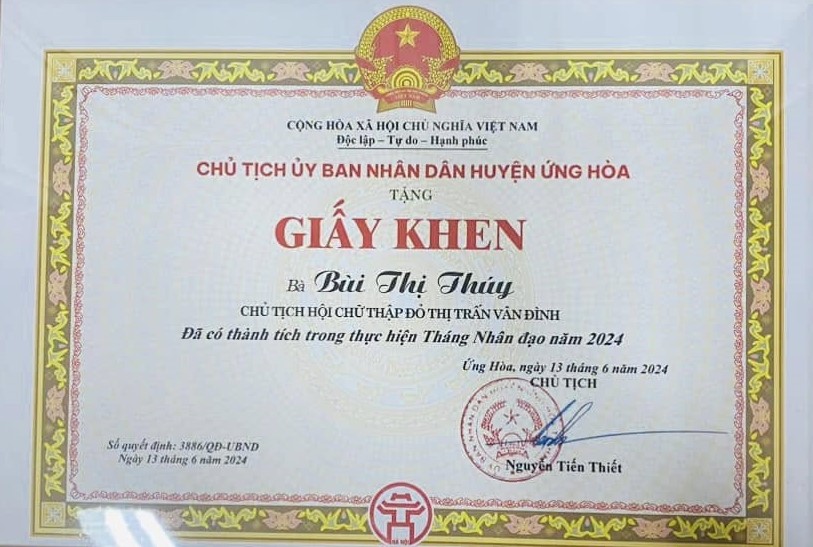 VIỆT NAM
CỘNG HÒA XÃ HỘI CHỦ NGHĨA VIỆT NAM
Độc lập – Tự do – Hạnh phúc
CHỦ TỊCH ỦY BAN NHÂN DÂN HUYỆN ỨNG HÒA
TẶNG
GIẤY KHEN
Bà Bùi Thị Thúy
CHỦ TỊCH HỘI CHỮ THẬP ĐỎ THỊ TRẤN VÂN ĐÌNH
Đã có thành tích trong thực hiện Tháng Nhân đạo năm 2024
Ứng Hòa, ngày 13 tháng 6 năm 2024
CHỦ TỊCH
Số quyết định: 3886/QĐ-UBND
Ngày 13 tháng 6 năm 2024
Nguyễn Tiến Thiết
HÀ NỘI